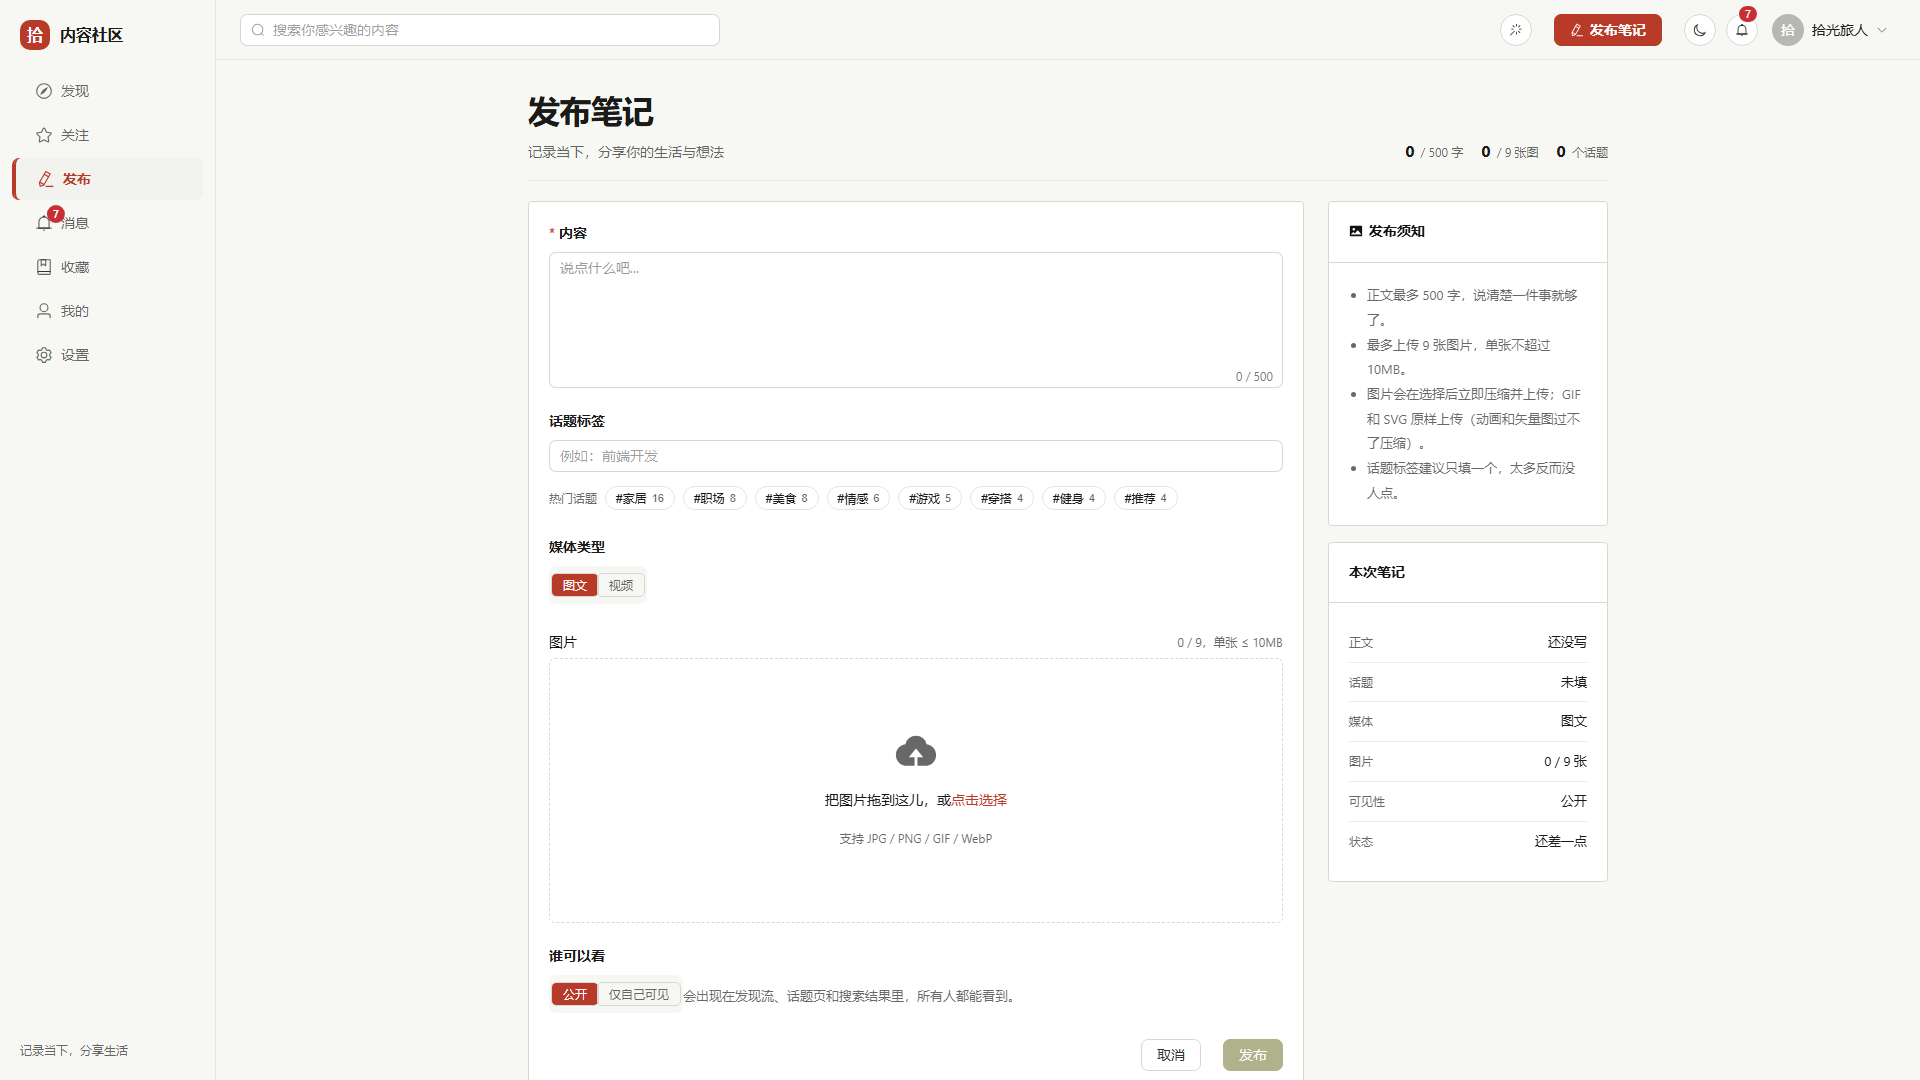 拾 内容社区
搜索你感兴趣的内容
发布笔记
7
拾 拾光旅人
发现
关注
发布
7
消息
收藏
我的
设置
记录当下，分享生活
发布笔记
记录当下，分享你的生活与想法
0 / 500 字 0 / 9 张图 0 个话题
* 内容
说点什么吧...
0 / 500
话题标签
例如：前端开发
热门话题 #家居 16 #职场 8 #美食 8 #情感 6 #游戏 5 #穿搭 4 #健身 4 #推荐 4
媒体类型
图文 视频
图片 0 / 9，单张 ≤ 10MB
把图片拖到这儿，或点击选择
支持 JPG / PNG / GIF / WebP
谁可以看
公开 仅自己可见 会出现在发现流、话题页和搜索结果里，所有人都能看到。
取消 发布
发布须知
正文最多 500 字，说清楚一件事就够
了。
最多上传 9 张图片，单张不超过
10MB。
图片会在选择后立即压缩并上传；GIF
和 SVG 原样上传（动画和矢量图过不
了压缩）。
话题标签建议只填一个，太多反而没
人点。
本次笔记
正文 还没写
话题 未填
媒体 图文
图片 0 / 9 张
可见性 公开
状态 还差一点